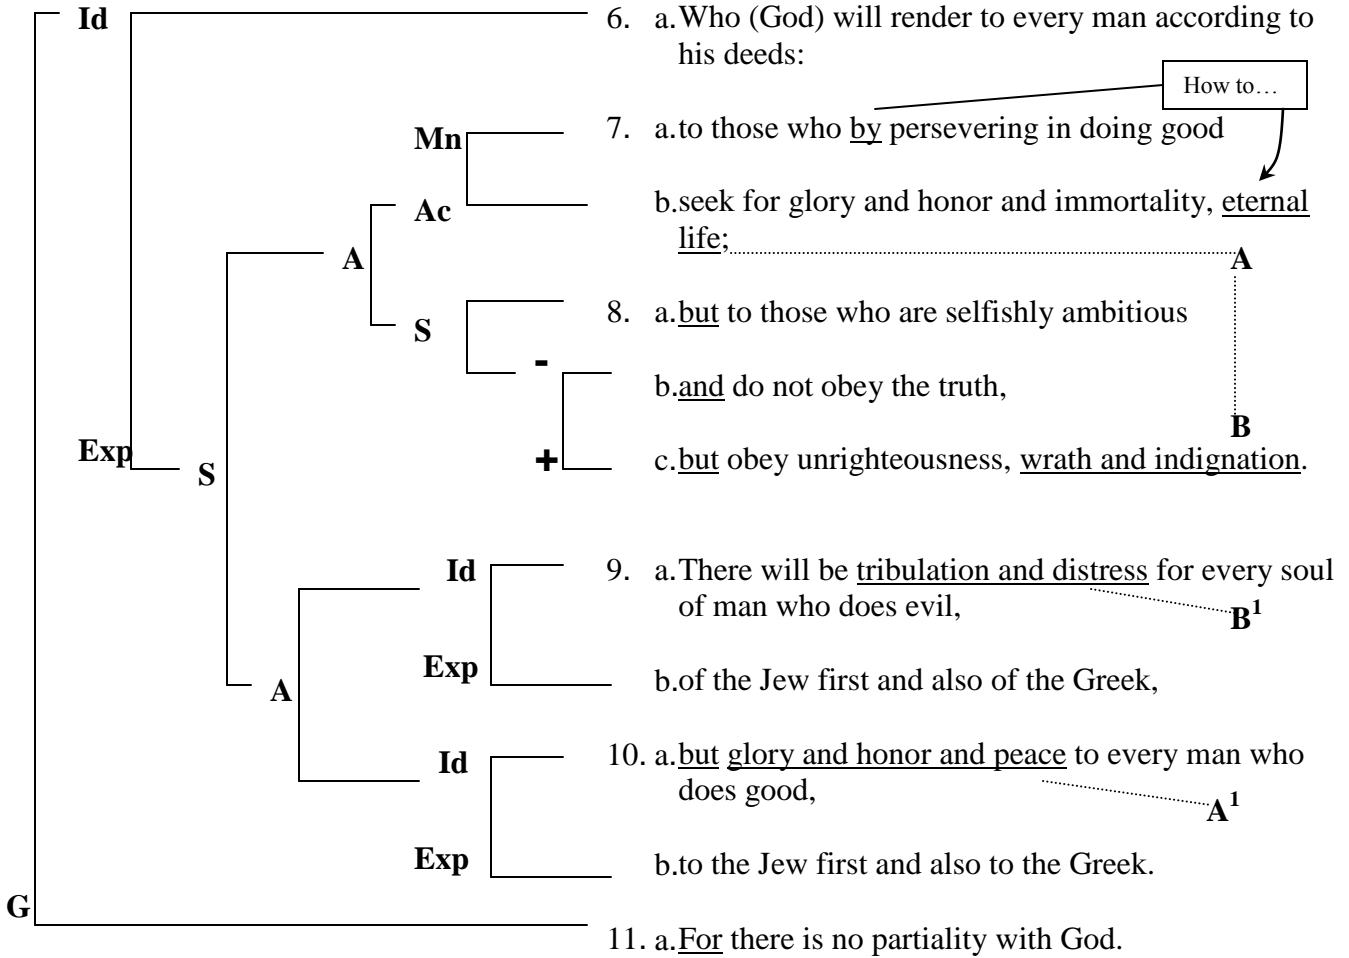 Id 6. a. Who (God) will render to every man according to
his deeds:
How to...
Mn 7. a. to those who by persevering in doing good
Ac b. seek for glory and honor and immortality, eternal
life;
A A
S 8. a. but to those who are selfishly ambitious
- b. and do not obey the truth,
B
Exp S + c. but obey unrighteousness, wrath and indignation.
Id 9. a. There will be tribulation and distress for every soul
of man who does evil,
B¹
Exp b. of the Jew first and also of the Greek,
A
Id 10. a. but glory and honor and peace to every man who
does good,
A¹
Exp b. to the Jew first and also to the Greek.
G
11. a. For there is no partiality with God.